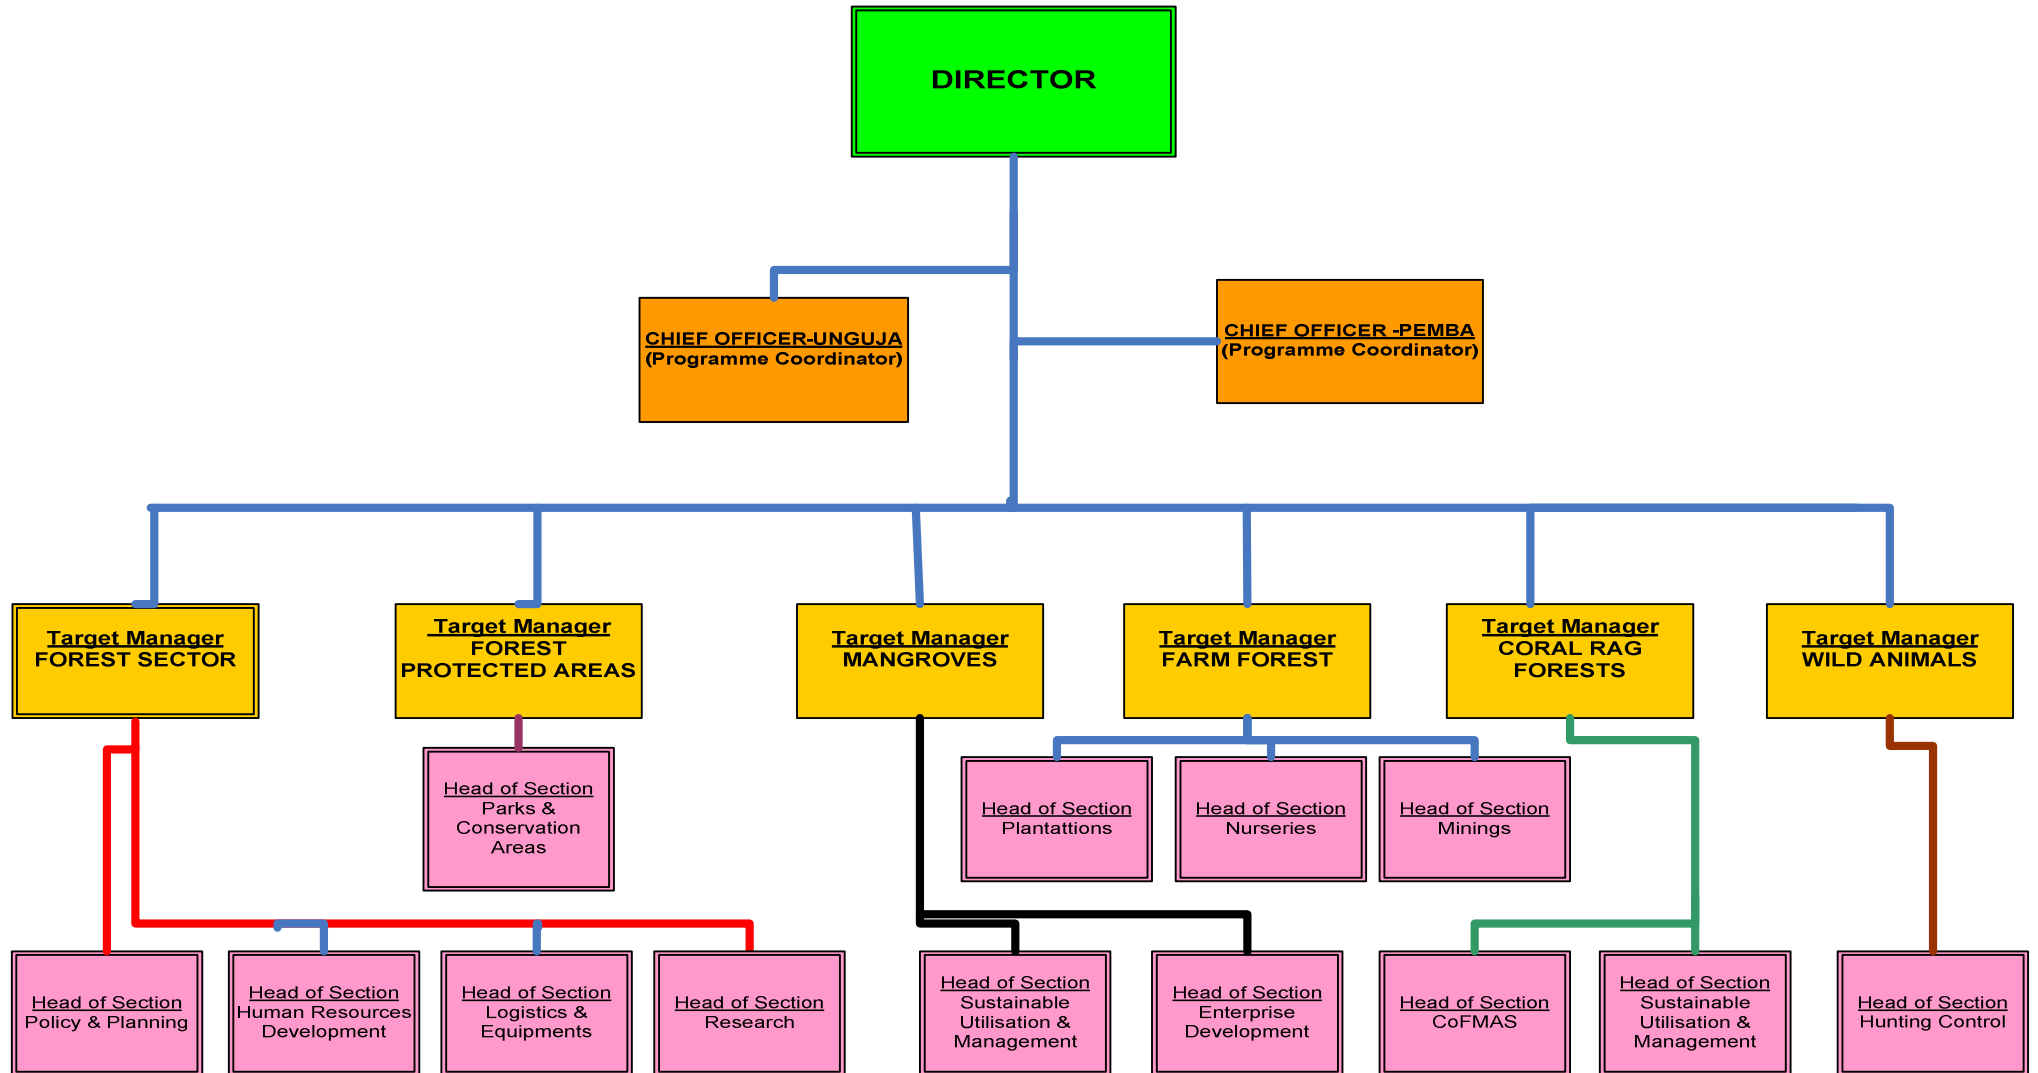 DIRECTOR
CHIEF OFFICER-UNGUJA
(Programme Coordinator)
CHIEF OFFICER -PEMBA
(Programme Coordinator)
Target Manager
FOREST SECTOR
Target Manager
FOREST
PROTECTED AREAS
Target Manager
MANGROVES
Target Manager
FARM FOREST
Target Manager
CORAL RAG
FORESTS
Target Manager
WILD ANIMALS
Head of Section
Parks &
Conservation
Areas
Head of Section
Plantattions
Head of Section
Nurseries
Head of Section
Minings
Head of Section
Policy & Planning
Head of Section
Human Resources
Development
Head of Section
Logistics &
Equipments
Head of Section
Research
Head of Section
Sustainable
Utilisation &
Management
Head of Section
Enterprise
Development
Head of Section
CoFMAS
Head of Section
Sustainable
Utilisation &
Management
Head of Section
Hunting Control